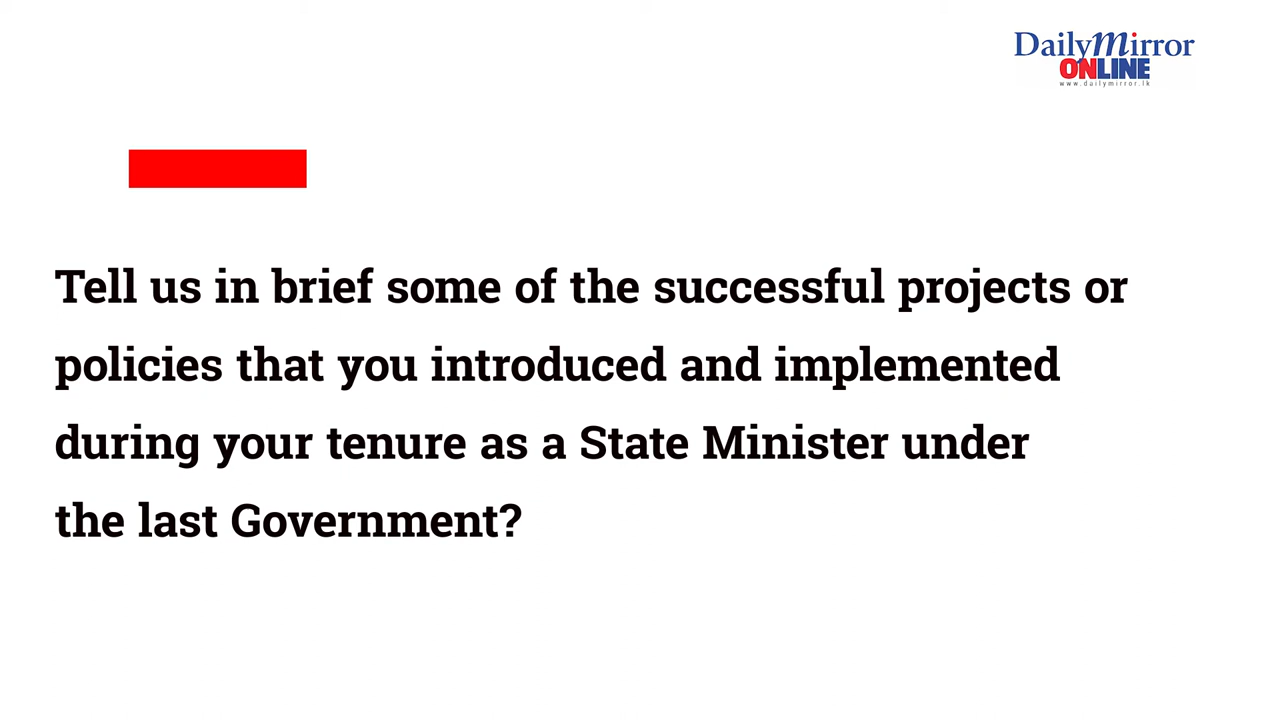 DailyMirror
ONLINE
www.dailymirror.lk
Tell us in brief some of the successful projects or
policies that you introduced and implemented
during your tenure as a State Minister under
the last Government?